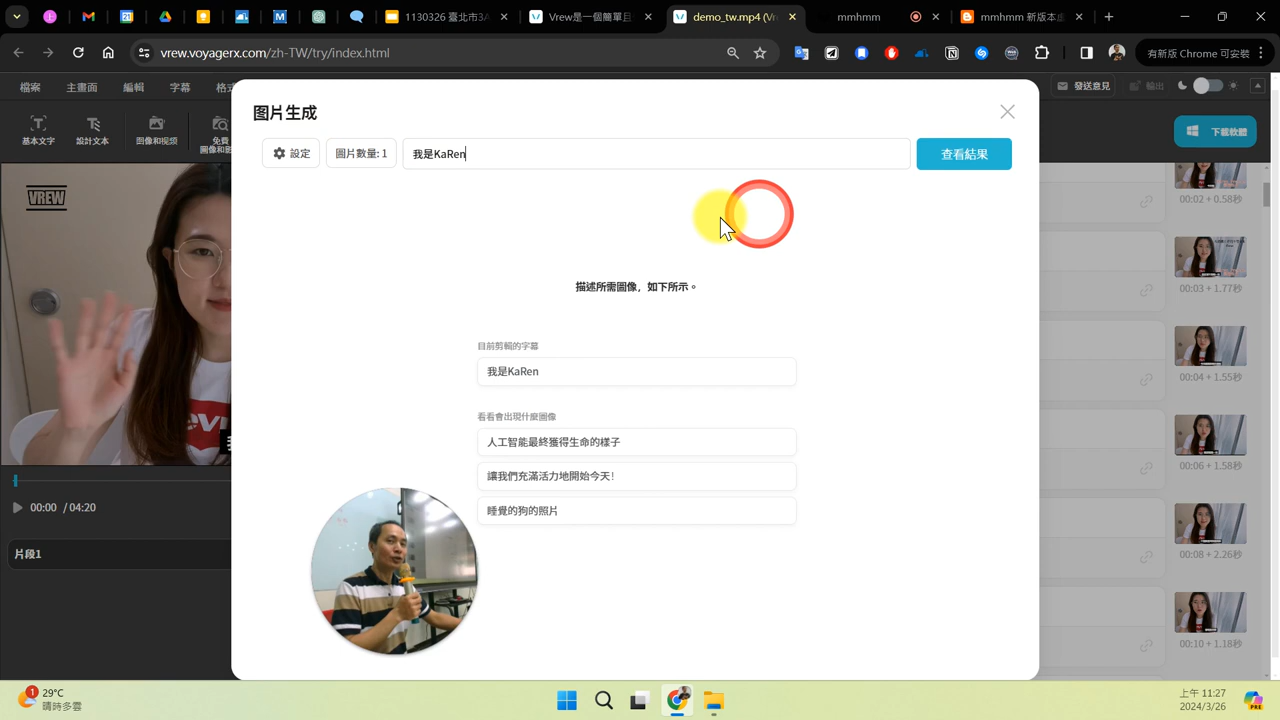 1130326 臺北市3A
Vrew是一個簡單且
demo_tw.mp4 (Vr
mmhmm
mmhmm 新版本虛
vrew.voyagerx.com/zh-TW/try/index.html
有新版 Chrome 可安裝
檔案
主畫面
編輯
字幕
格式
發送意見
輸出
基本文字
設計文本
圖像和視頻
免費
圖像和影
下載軟體
图片生成
設定
圖片數量: 1
我是KaRen
查看結果
描述所需圖像，如下所示。
目前剪輯的字幕
我是KaRen
看看會出現什麼圖像
人工智能最終獲得生命的樣子
讓我們充滿活力地開始今天!
睡覺的狗的照片
VREW
00:00 / 04:20
片段1
00:02 + 0.58秒
00:03 + 1.77秒
00:04 + 1.55秒
00:06 + 1.58秒
00:08 + 2.26秒
00:10 + 1.18秒
1
29°C
晴時多雲
上午 11:27
2024/3/26
PRE